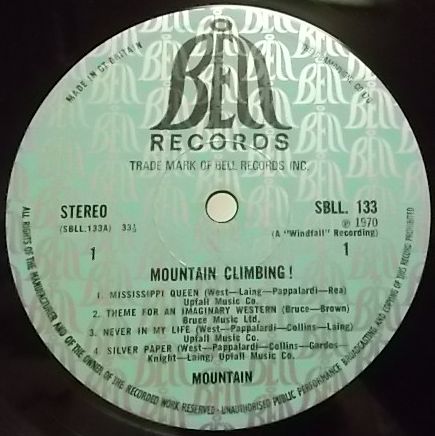 BELL
RECORDS
TRADE MARK OF BELL RECORDS INC.
MADE IN GT. BRITAIN
STEREO
SBLL. 133
(SBLL. 133A) 33⅓
℗ 1970
(A "Windfall" Recording)
1
1
MOUNTAIN CLIMBING!
1. MISSISSIPPI QUEEN (West—Laing—Pappalardi—Rea)
Upfall Music Co.
2. THEME FOR AN IMAGINARY WESTERN (Bruce—Brown)
Bruce Music Ltd.
3. NEVER IN MY LIFE (West—Pappalardi—Collins—Laing)
Upfall Music Co.
4. SILVER PAPER (West—Pappalardi—Collins—Gardos—
Knight—Laing) Upfall Music Co.
MOUNTAIN
ALL RIGHTS OF THE MANUFACTURER AND OF THE OWNER OF THE RECORDED WORK RESERVED · UNAUTHORISED PUBLIC PERFORMANCE BROADCASTING AND COPYING OF THIS RECORD PROHIBITED